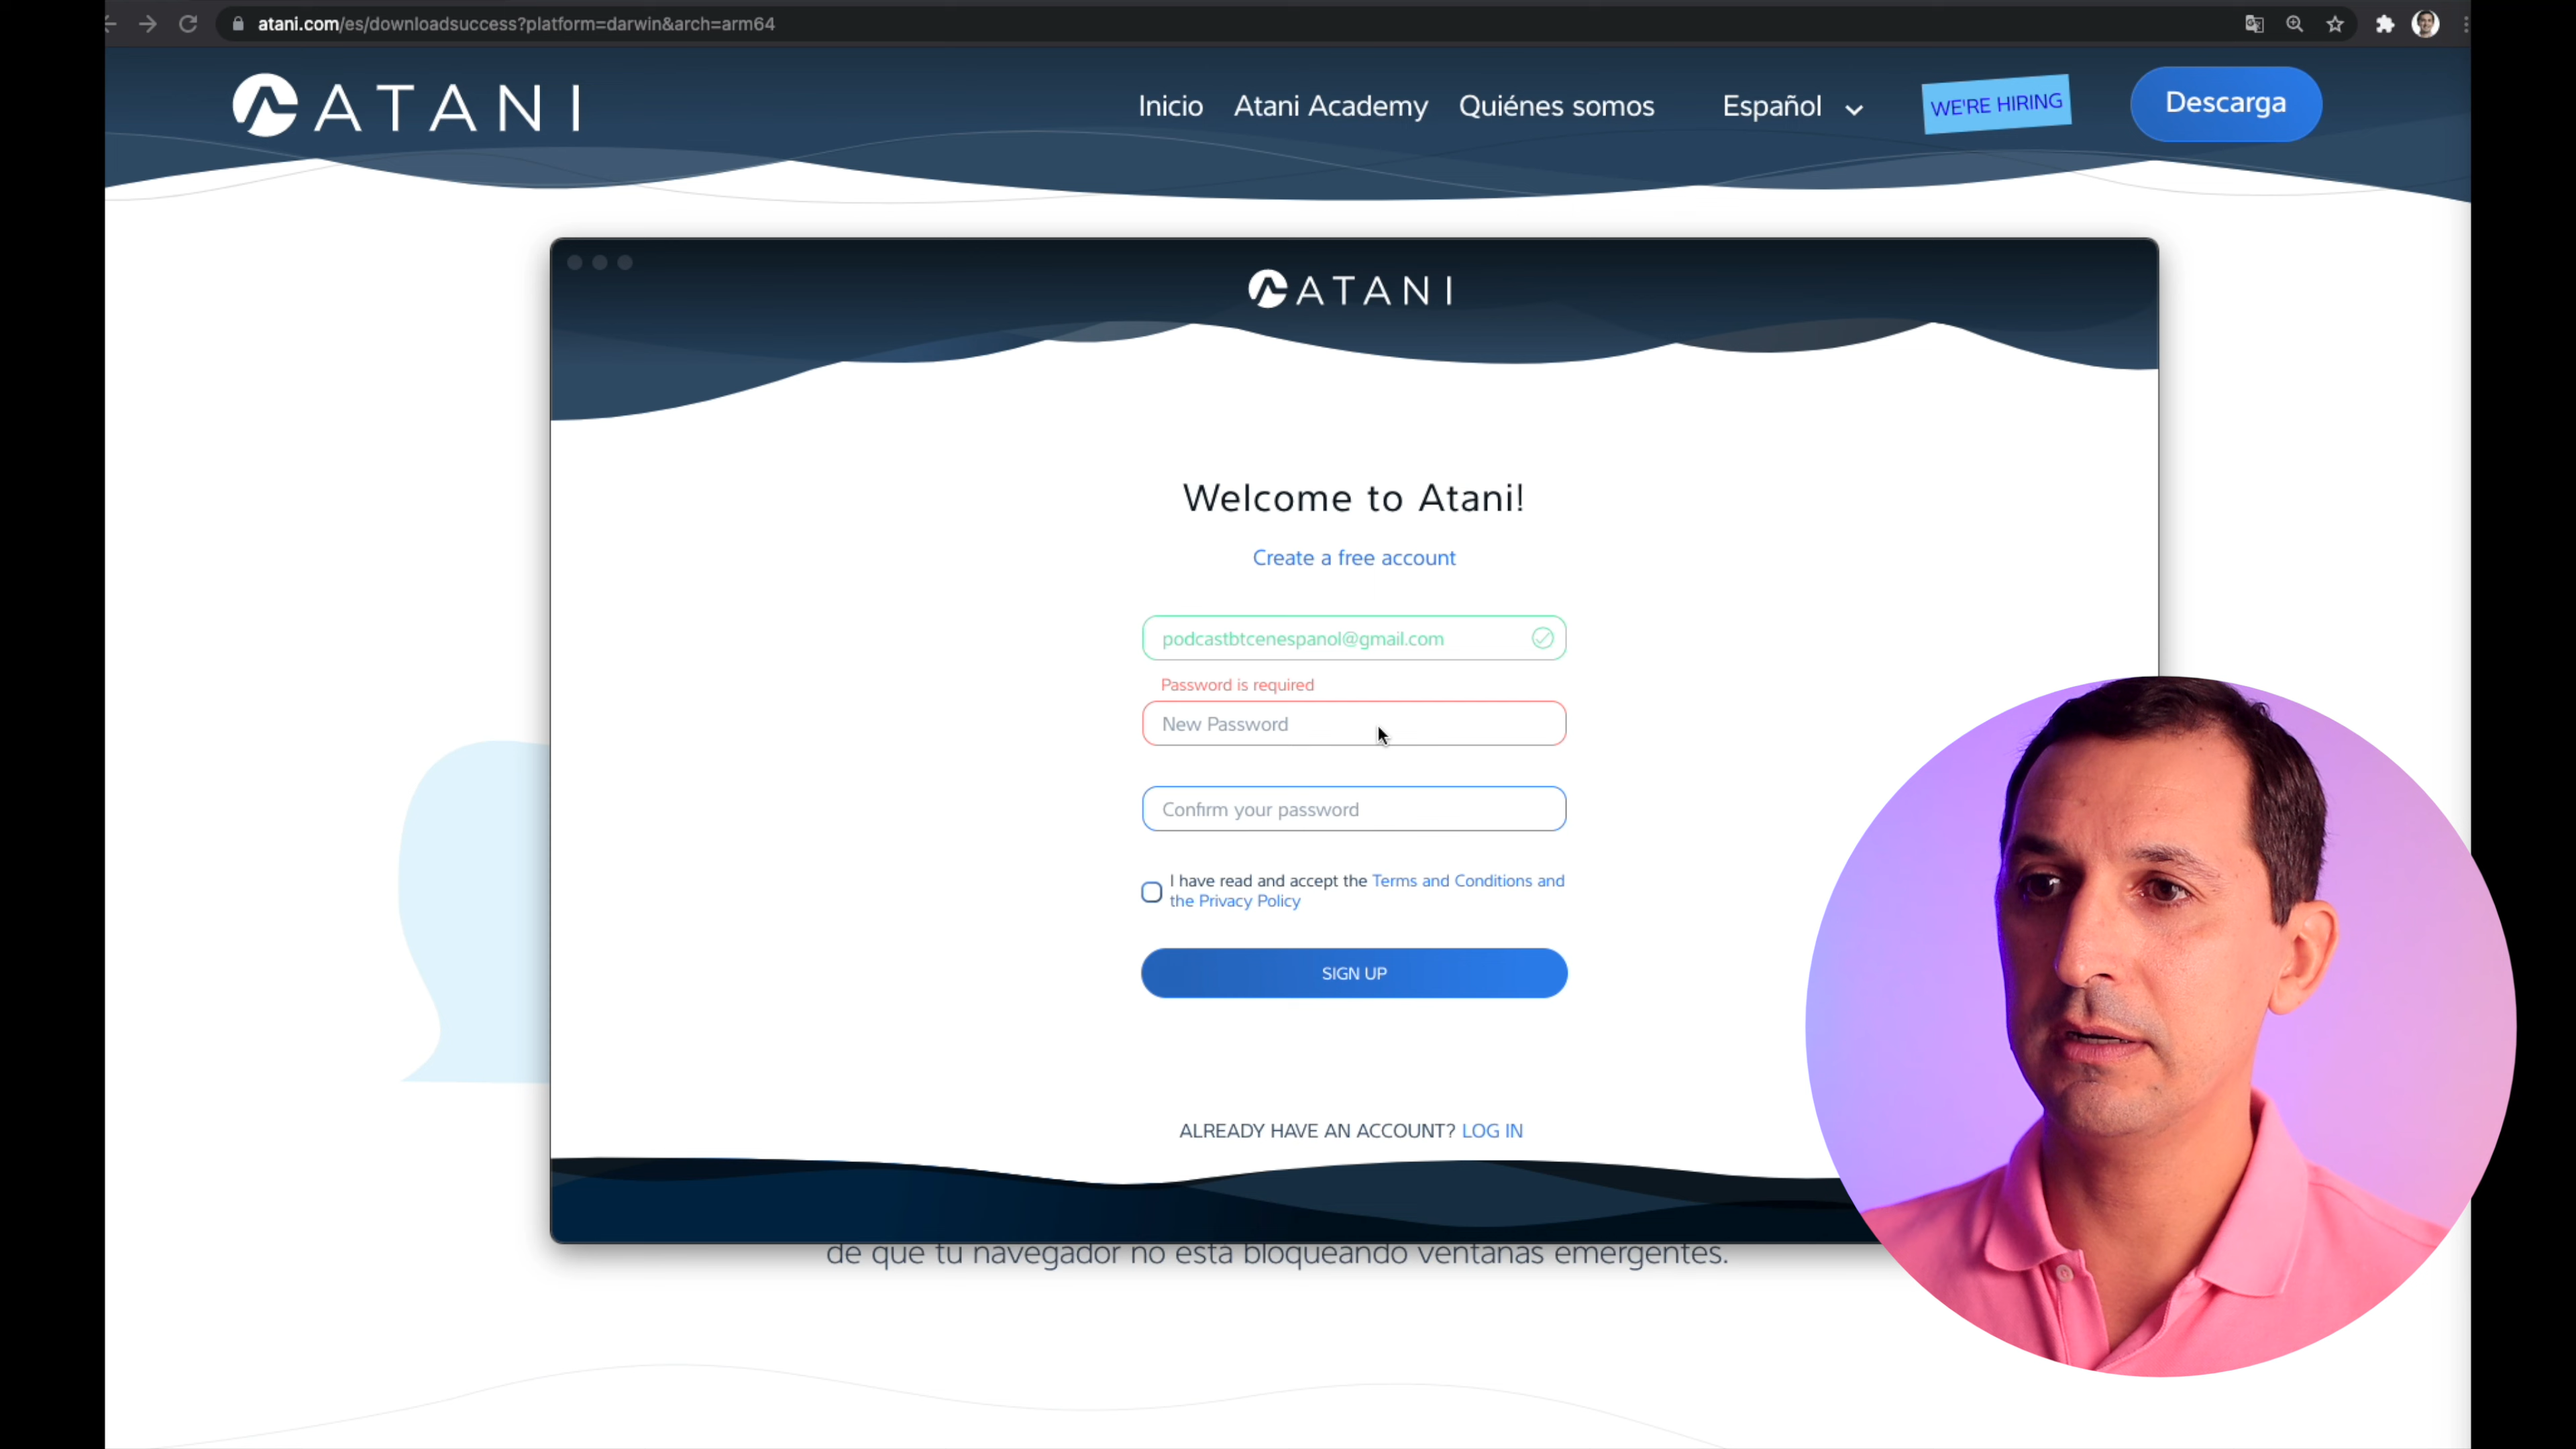 atani.com/es/downloadsuccess?platform=darwin&arch=arm64
ATANI
Inicio Atani Academy Quiénes somos Español WE'RE HIRING Descarga
ATANI
Welcome to Atani!
Create a free account
podcastbtcenespanol@gmail.com
Password is required
New Password
Confirm your password
I have read and accept the Terms and Conditions and
the Privacy Policy
SIGN UP
ALREADY HAVE AN ACCOUNT? LOG IN
de que tu navegador no está bloqueando ventanas emergentes.